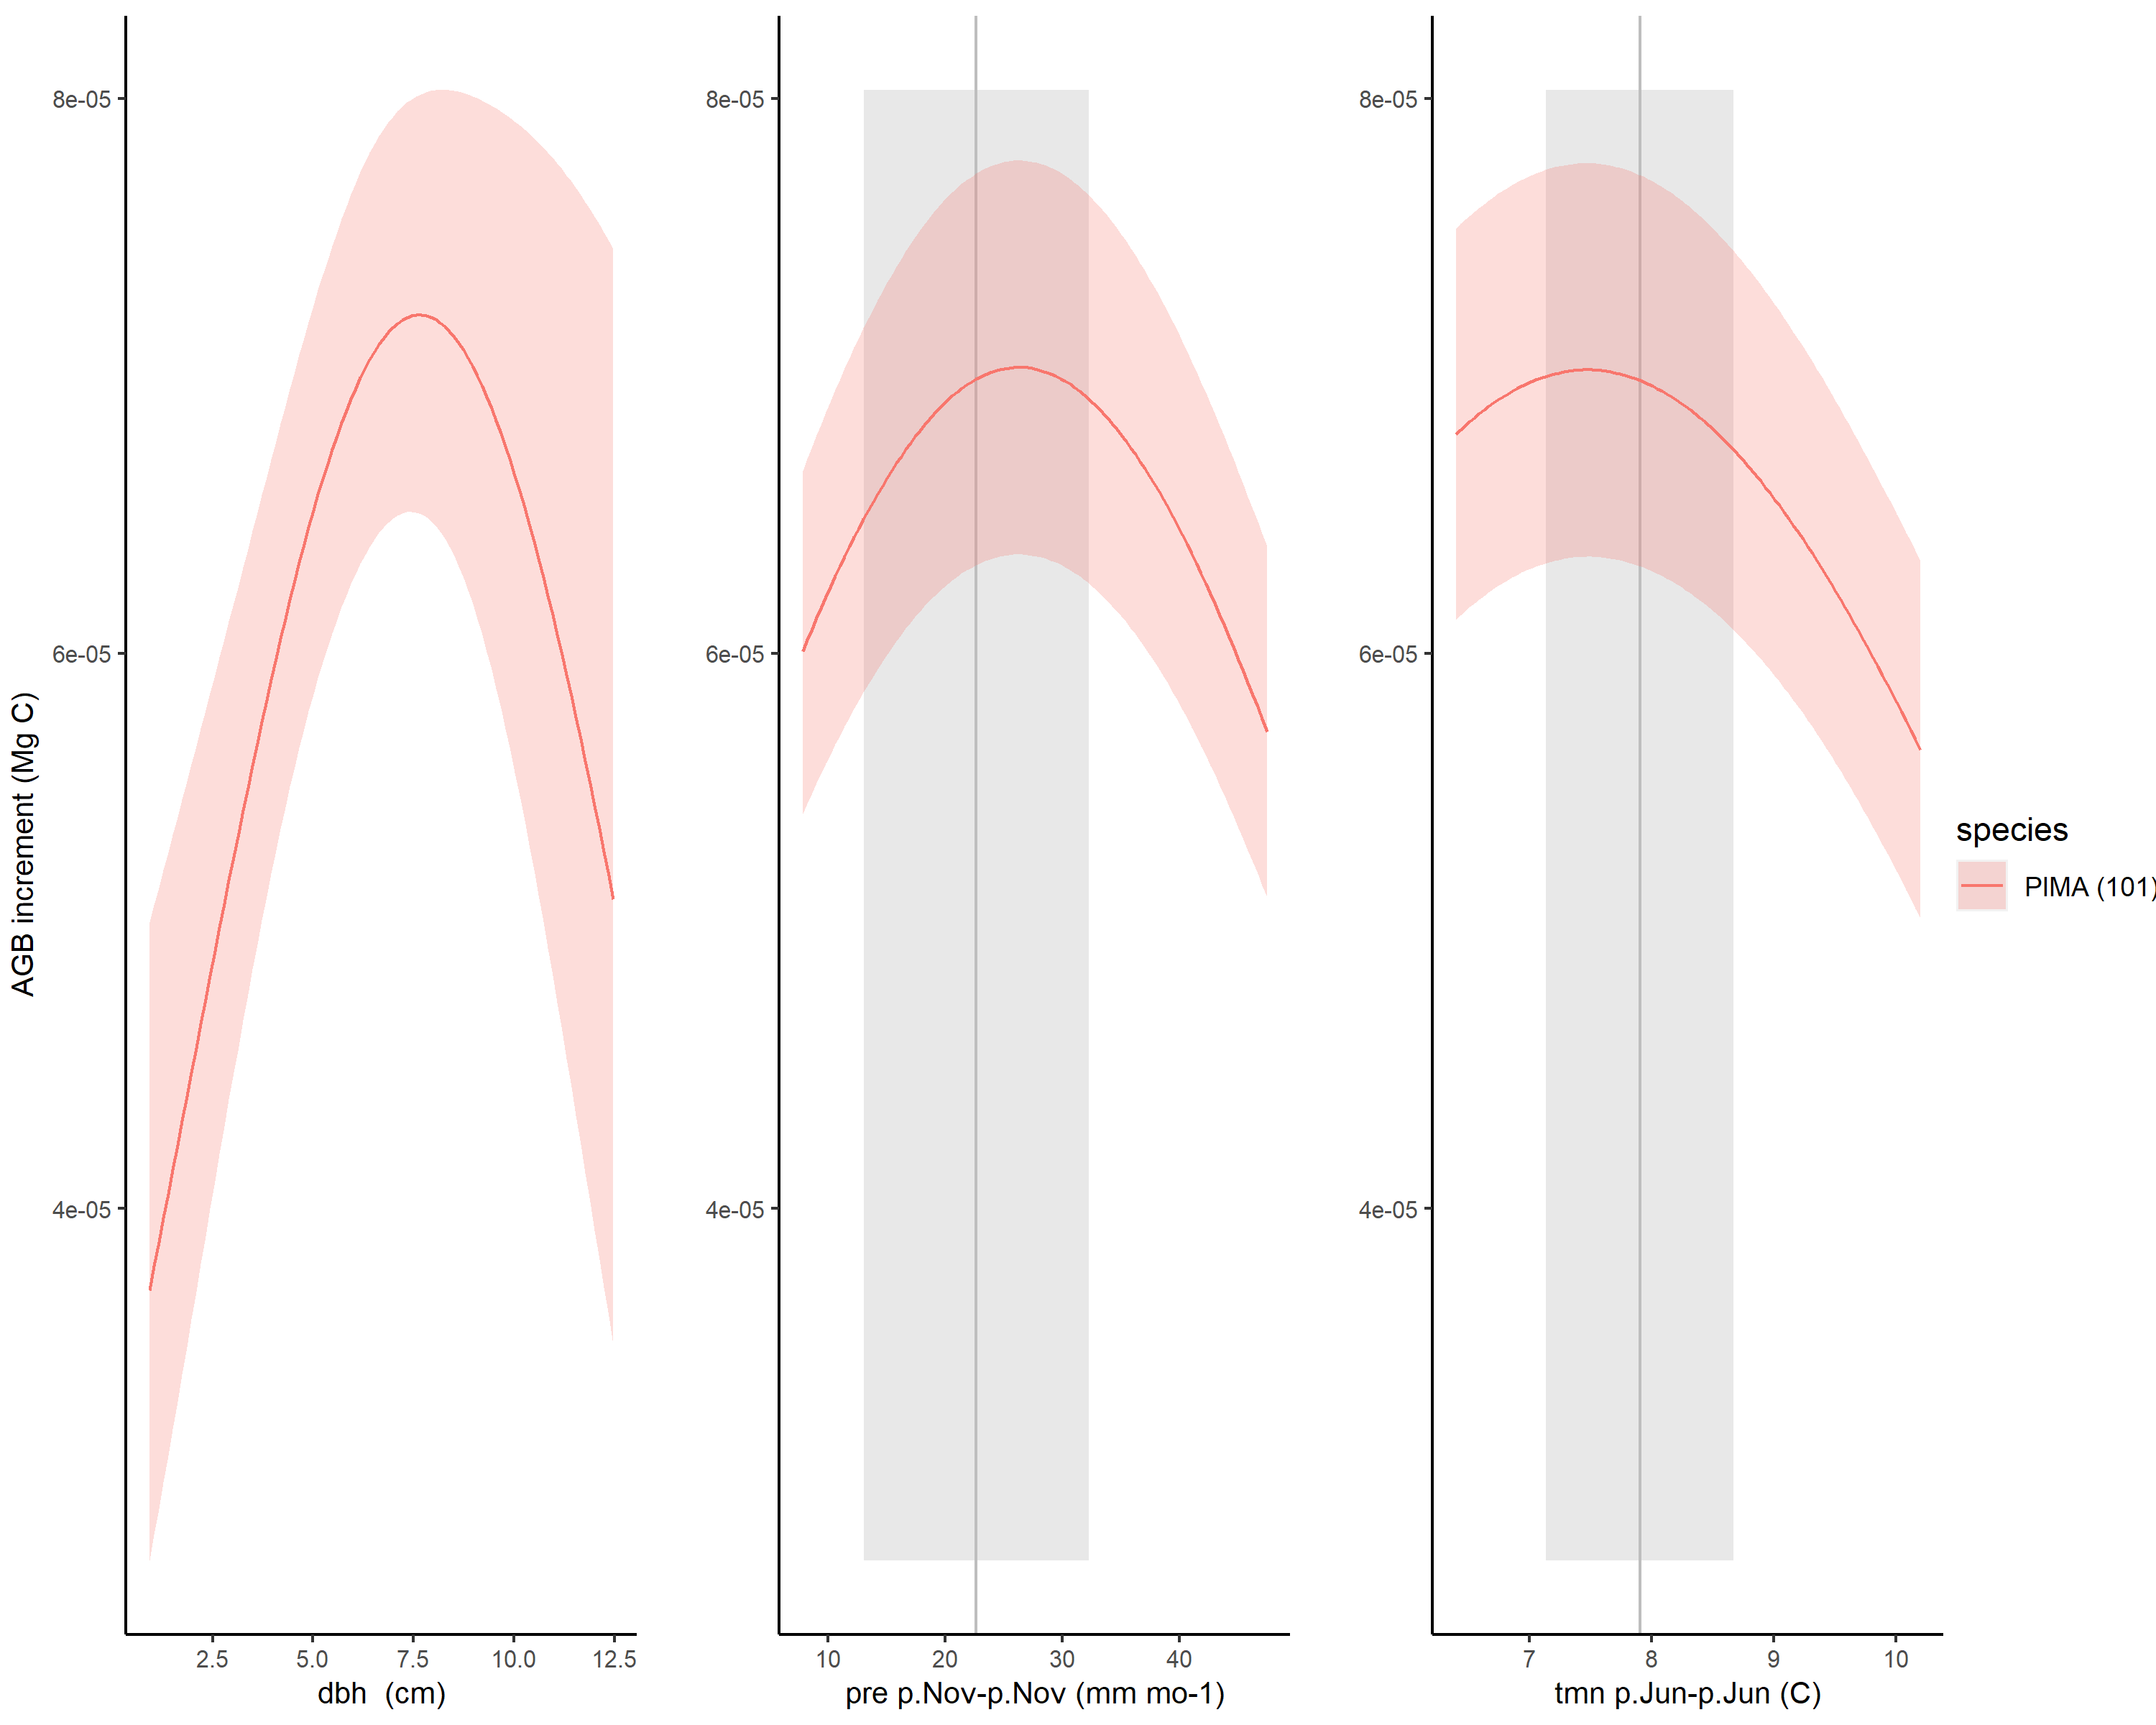 AGB increment (Mg C)
8e-05
6e-05
4e-05
2.5 5.0 7.5 10.0 12.5
dbh (cm)
8e-05
6e-05
4e-05
10 20 30 40
pre p.Nov-p.Nov (mm mo-1)
8e-05
6e-05
4e-05
7 8 9 10
tmn p.Jun-p.Jun (C)
species
PIMA (101)